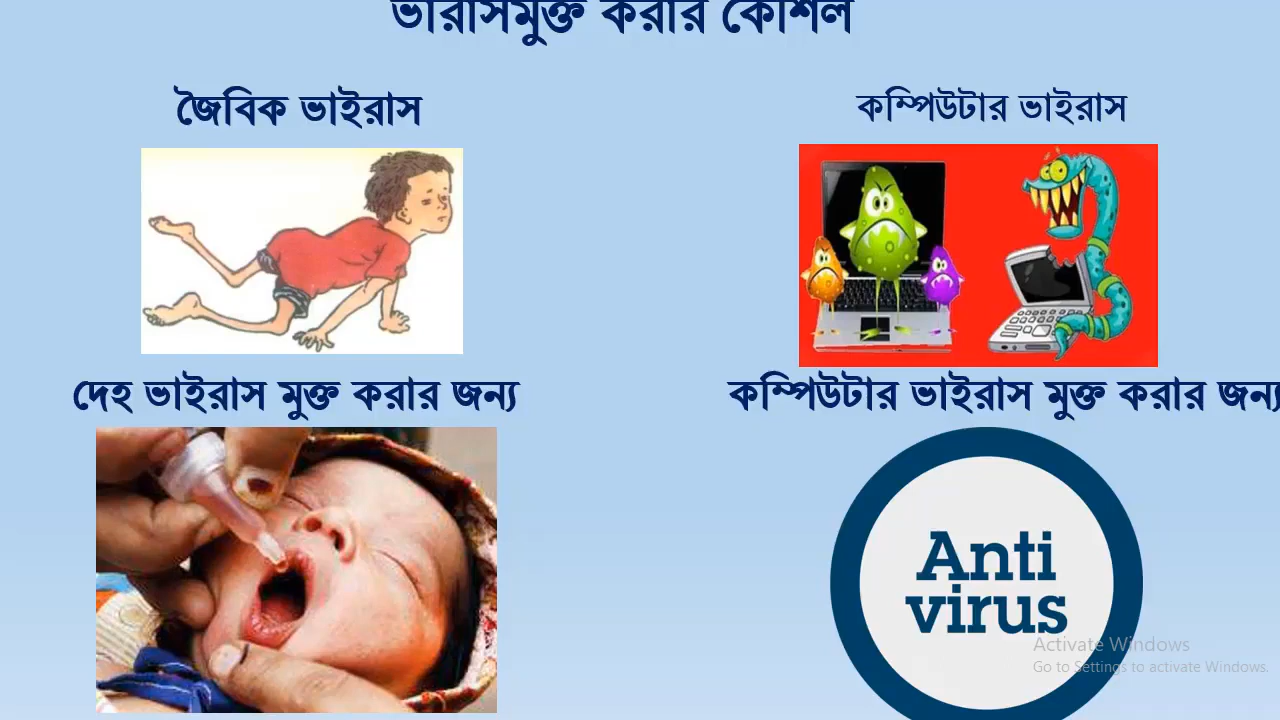 ভারাসমুক্ত করার কৌশল
জৈবিক ভাইরাস
কম্পিউটার ভাইরাস
দেহ ভাইরাস মুক্ত করার জন্য
কম্পিউটার ভাইরাস মুক্ত করার জন্য
Anti
virus
Activate Windows
Go to Settings to activate Windows.